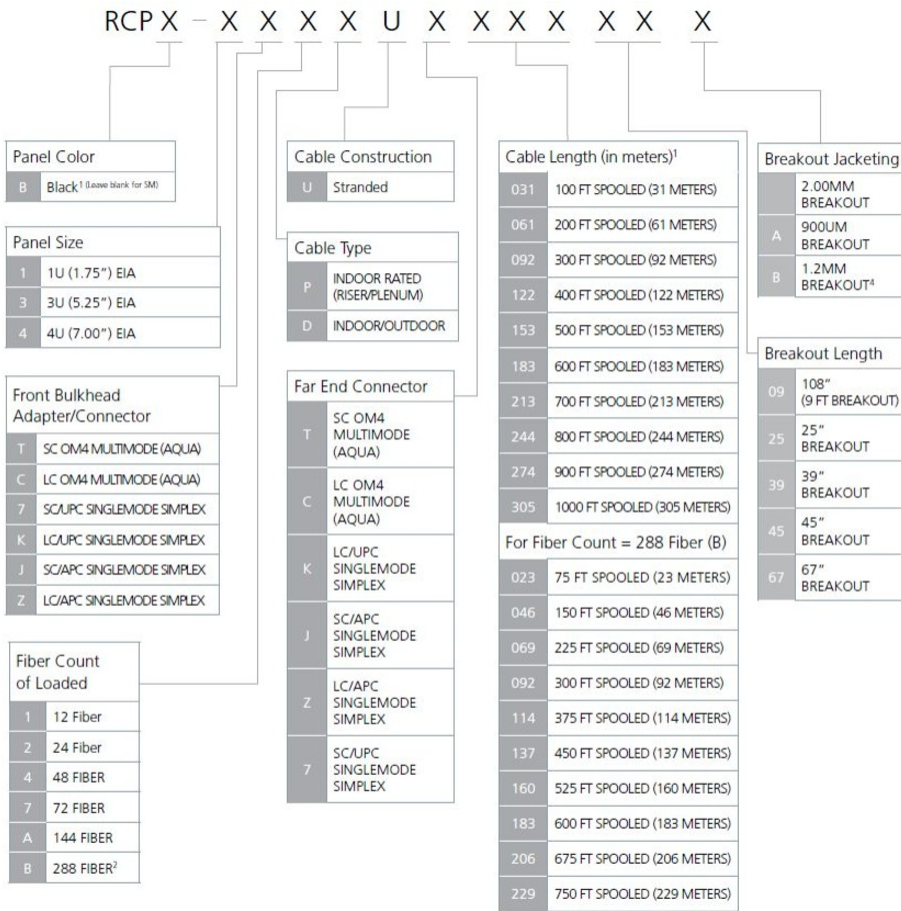 RCP X – X X X X U X X X X X X X
Panel Color
B Black¹ (Leave blank for SM)
Panel Size
1 1U (1.75”) EIA
3 3U (5.25”) EIA
4 4U (7.00”) EIA
Front Bulkhead
Adapter/Connector
T SC OM4 MULTIMODE (AQUA)
C LC OM4 MULTIMODE (AQUA)
7 SC/UPC SINGLEMODE SIMPLEX
K LC/UPC SINGLEMODE SIMPLEX
J SC/APC SINGLEMODE SIMPLEX
Z LC/APC SINGLEMODE SIMPLEX
Fiber Count
of Loaded
1 12 Fiber
2 24 Fiber
4 48 FIBER
7 72 FIBER
A 144 FIBER
B 288 FIBER²
Cable Construction
U Stranded
Cable Type
P INDOOR RATED
(RISER/PLENUM)
D INDOOR/OUTDOOR
Far End Connector
T SC OM4
MULTIMODE
(AQUA)
C LC OM4
MULTIMODE
(AQUA)
K LC/UPC
SINGLEMODE
SIMPLEX
J SC/APC
SINGLEMODE
SIMPLEX
Z LC/APC
SINGLEMODE
SIMPLEX
7 SC/UPC
SINGLEMODE
SIMPLEX
Cable Length (in meters)¹
031 100 FT SPOOLED (31 METERS)
061 200 FT SPOOLED (61 METERS)
092 300 FT SPOOLED (92 METERS)
122 400 FT SPOOLED (122 METERS)
153 500 FT SPOOLED (153 METERS)
183 600 FT SPOOLED (183 METERS)
213 700 FT SPOOLED (213 METERS)
244 800 FT SPOOLED (244 METERS)
274 900 FT SPOOLED (274 METERS)
305 1000 FT SPOOLED (305 METERS)
For Fiber Count = 288 Fiber (B)
023 75 FT SPOOLED (23 METERS)
046 150 FT SPOOLED (46 METERS)
069 225 FT SPOOLED (69 METERS)
092 300 FT SPOOLED (92 METERS)
114 375 FT SPOOLED (114 METERS)
137 450 FT SPOOLED (137 METERS)
160 525 FT SPOOLED (160 METERS)
183 600 FT SPOOLED (183 METERS)
206 675 FT SPOOLED (206 METERS)
229 750 FT SPOOLED (229 METERS)
Breakout Jacketing
2.00MM
BREAKOUT
A 900UM
BREAKOUT
B 1.2MM
BREAKOUT⁴
Breakout Length
09 108”
(9 FT BREAKOUT)
25 25”
BREAKOUT
39 39”
BREAKOUT
45 45”
BREAKOUT
67 67”
BREAKOUT